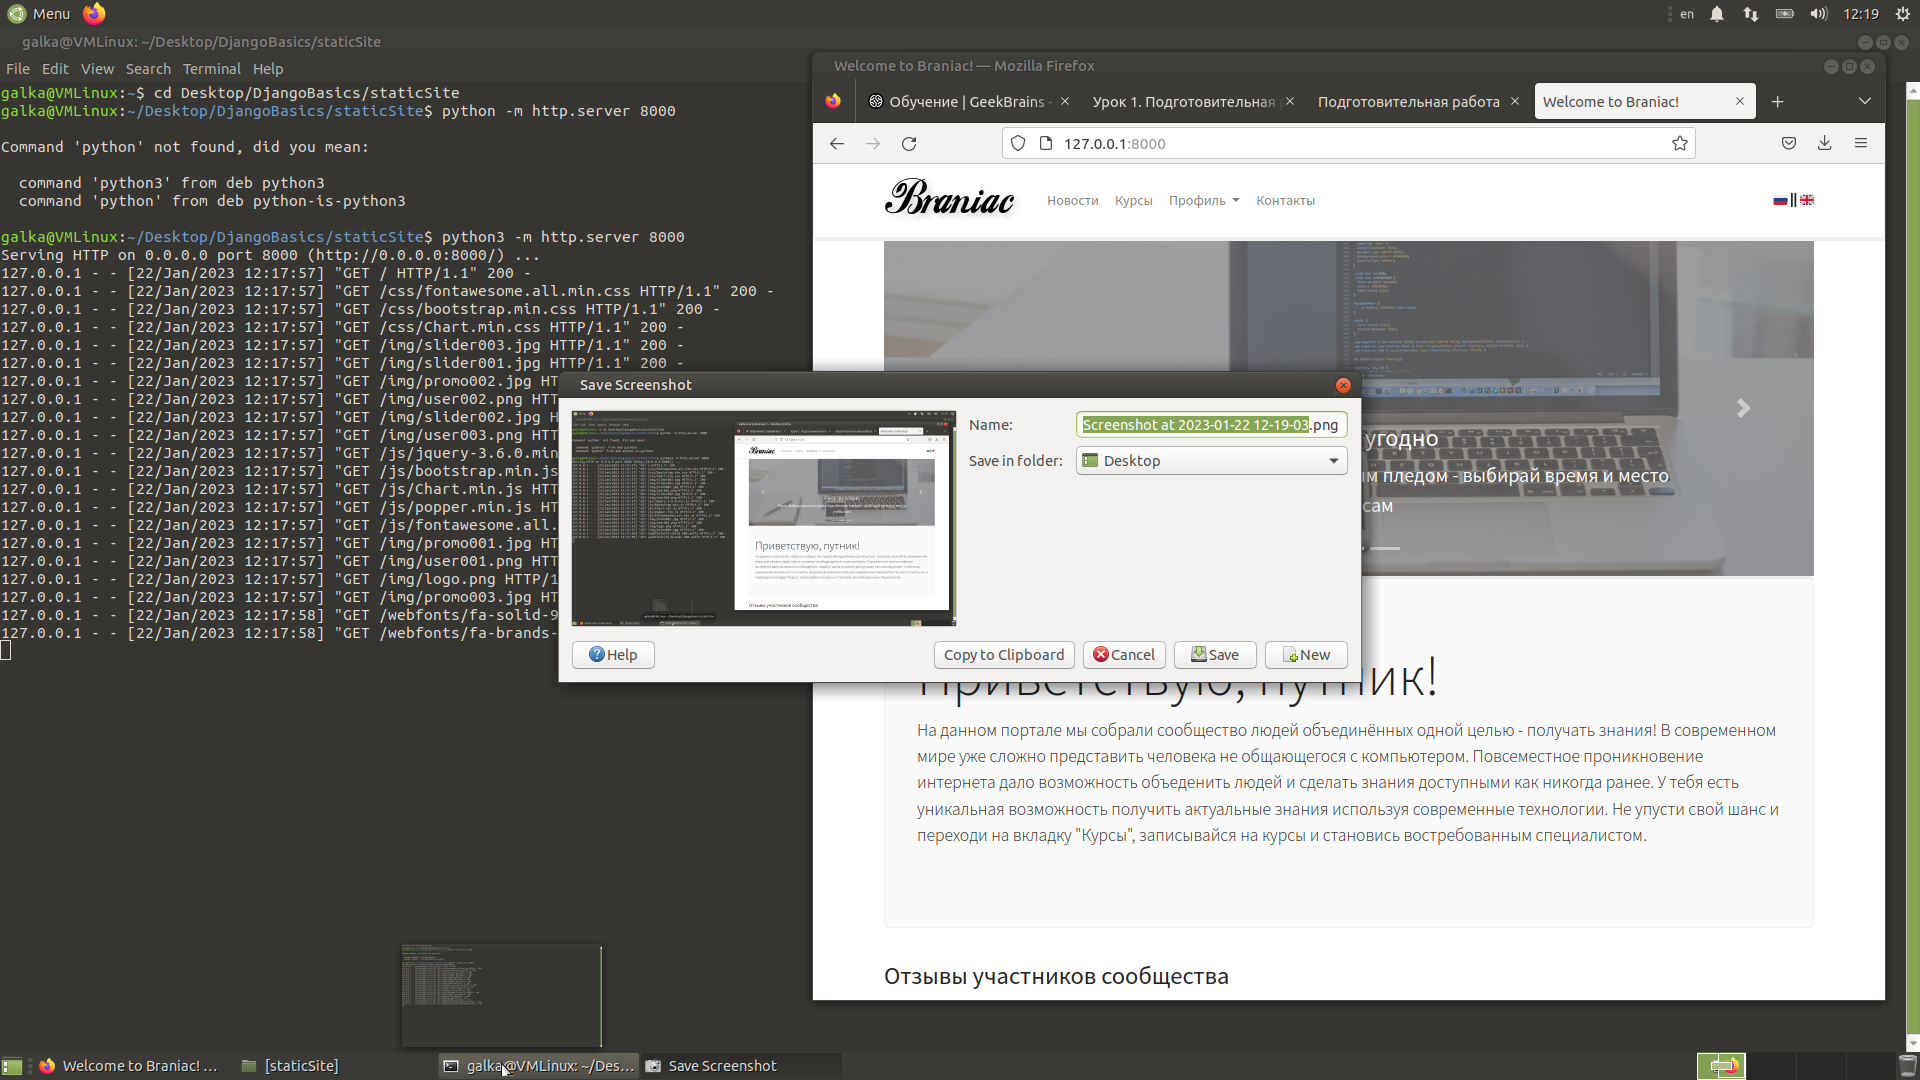 Menu
en
12:19
galka@VMLinux: ~/Desktop/DjangoBasics/staticSite
File Edit View Search Terminal Help
galka@VMLinux:~$ cd Desktop/DjangoBasics/staticSite
galka@VMLinux:~/Desktop/DjangoBasics/staticSite$ python -m http.server 8000
Command 'python' not found, did you mean:
command 'python3' from deb python3
command 'python' from deb python-is-python3
galka@VMLinux:~/Desktop/DjangoBasics/staticSite$ python3 -m http.server 8000
Serving HTTP on 0.0.0.0 port 8000 (http://0.0.0.0:8000/) ...
127.0.0.1 - - [22/Jan/2023 12:17:57] "GET / HTTP/1.1" 200 -
127.0.0.1 - - [22/Jan/2023 12:17:57] "GET /css/fontawesome.all.min.css HTTP/1.1" 200 -
127.0.0.1 - - [22/Jan/2023 12:17:57] "GET /css/bootstrap.min.css HTTP/1.1" 200 -
127.0.0.1 - - [22/Jan/2023 12:17:57] "GET /css/Chart.min.css HTTP/1.1" 200 -
127.0.0.1 - - [22/Jan/2023 12:17:57] "GET /img/slider003.jpg HTTP/1.1" 200 -
127.0.0.1 - - [22/Jan/2023 12:17:57] "GET /img/slider001.jpg HTTP/1.1" 200 -
127.0.0.1 - - [22/Jan/2023 12:17:57] "GET /img/promo002.jpg HT
127.0.0.1 - - [22/Jan/2023 12:17:57] "GET /img/user002.png HT
127.0.0.1 - - [22/Jan/2023 12:17:57] "GET /img/slider002.jpg H
127.0.0.1 - - [22/Jan/2023 12:17:57] "GET /img/user003.png HT
127.0.0.1 - - [22/Jan/2023 12:17:57] "GET /js/jquery-3.6.0.min
127.0.0.1 - - [22/Jan/2023 12:17:57] "GET /js/bootstrap.min.js
127.0.0.1 - - [22/Jan/2023 12:17:57] "GET /js/Chart.min.js HT
127.0.0.1 - - [22/Jan/2023 12:17:57] "GET /js/popper.min.js HT
127.0.0.1 - - [22/Jan/2023 12:17:57] "GET /js/fontawesome.all.
127.0.0.1 - - [22/Jan/2023 12:17:57] "GET /img/promo001.jpg HT
127.0.0.1 - - [22/Jan/2023 12:17:57] "GET /img/user001.png HT
127.0.0.1 - - [22/Jan/2023 12:17:57] "GET /img/logo.png HTTP/1
127.0.0.1 - - [22/Jan/2023 12:17:57] "GET /img/promo003.jpg HT
127.0.0.1 - - [22/Jan/2023 12:17:58] "GET /webfonts/fa-solid-9
127.0.0.1 - - [22/Jan/2023 12:17:58] "GET /webfonts/fa-brands-
Welcome to Braniac! — Mozilla Firefox
Обучение | GeekBrains -
Урок 1. Подготовительная
Подготовительная работа
Welcome to Braniac!
127.0.0.1:8000
Braniac
Новости Курсы Профиль Контакты
угодно
м пледом - выбирай время и место
сам
Save Screenshot
Name: Screenshot at 2023-01-22 12-19-03.png
Save in folder: Desktop
Приветствую, путник!
Отзывы участников сообщества
Help Copy to Clipboard Cancel Save New
Приветствую, путник!
На данном портале мы собрали сообщество людей объединённых одной целью - получать знания! В современном
мире уже сложно представить человека не общающегося с компьютером. Повсеместное проникновение
интернета дало возможность объеденить людей и сделать знания доступными как никогда ранее. У тебя есть
уникальная возможность получить актуальные знания используя современные технологии. Не упусти свой шанс и
переходи на вкладку "Курсы", записывайся на курсы и становись востребованным специалистом.
Отзывы участников сообщества
Welcome to Braniac! ...
[staticSite]
galka@VMLinux: ~/Des...
Save Screenshot